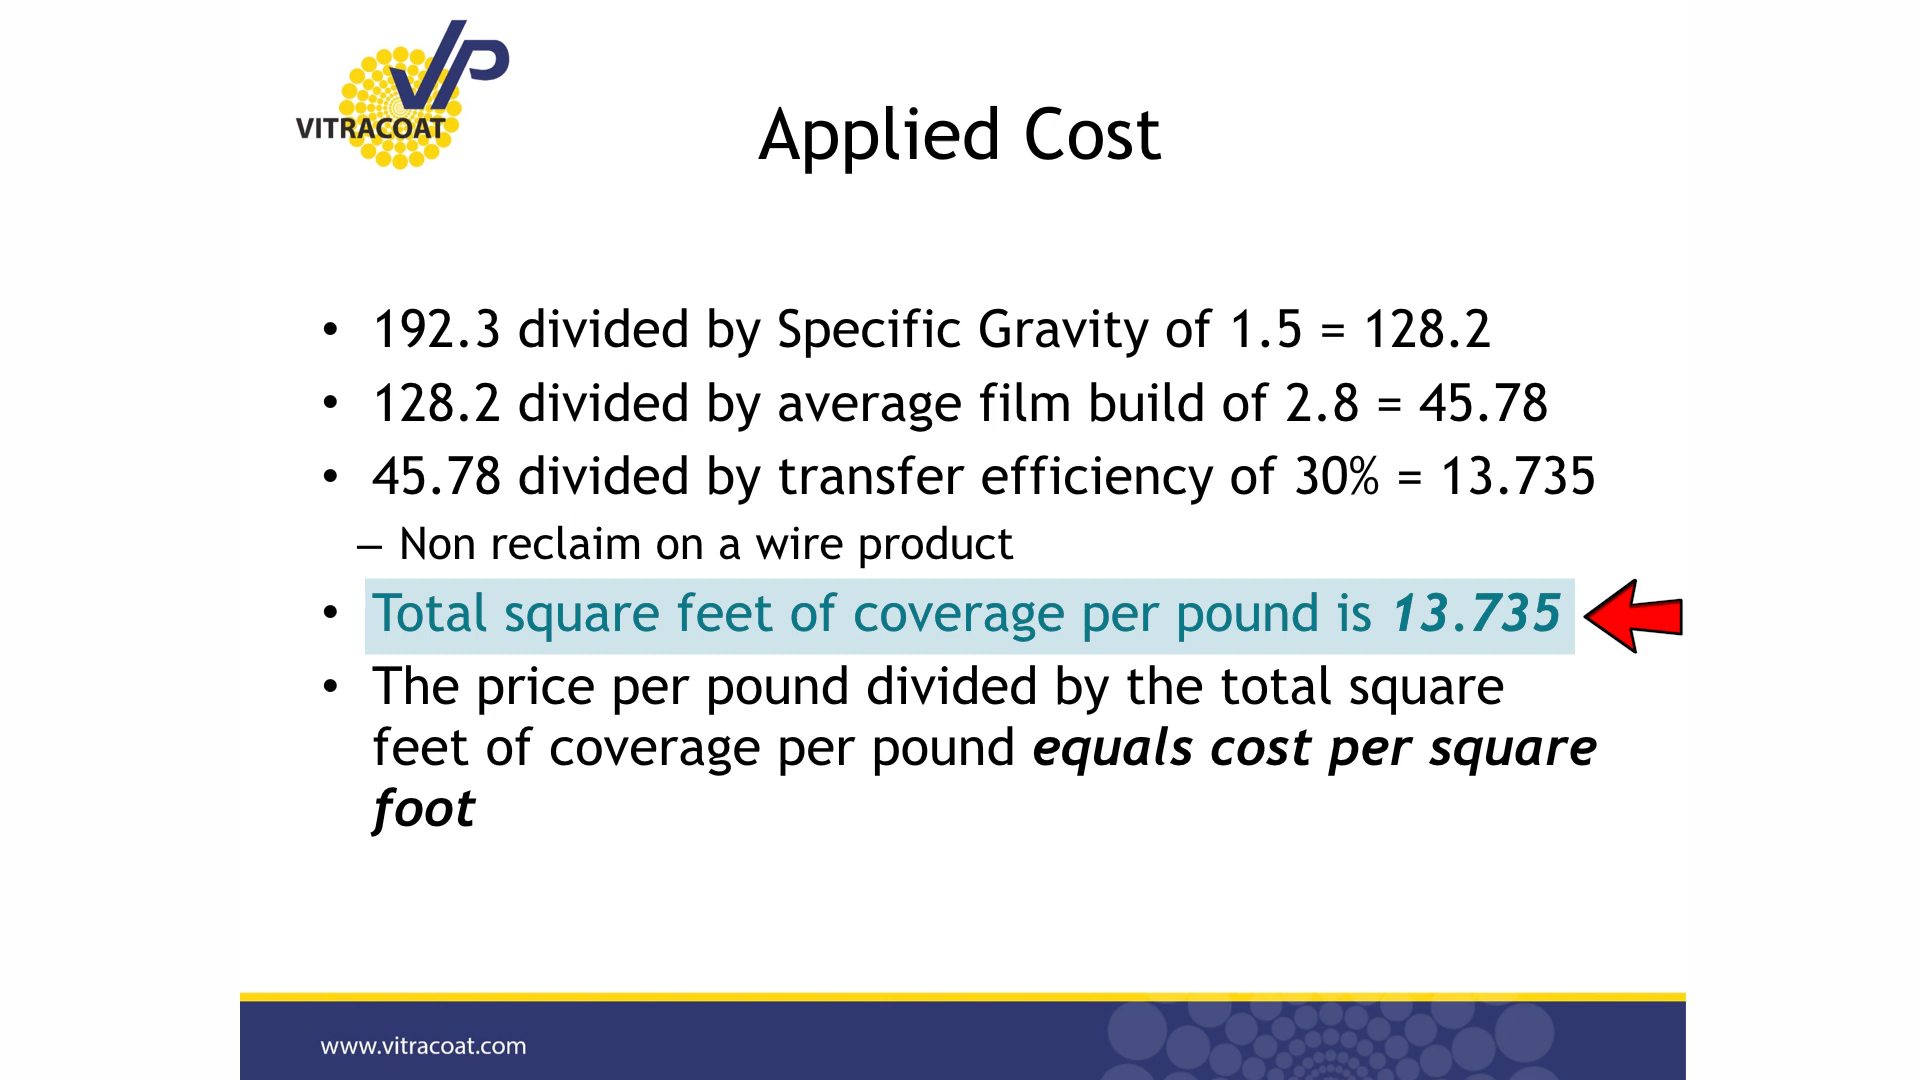 VP
VITRACOAT
Applied Cost
• 192.3 divided by Specific Gravity of 1.5 = 128.2
• 128.2 divided by average film build of 2.8 = 45.78
• 45.78 divided by transfer efficiency of 30% = 13.735
– Non reclaim on a wire product
• Total square feet of coverage per pound is 13.735
• The price per pound divided by the total square
feet of coverage per pound equals cost per square
foot
www.vitracoat.com